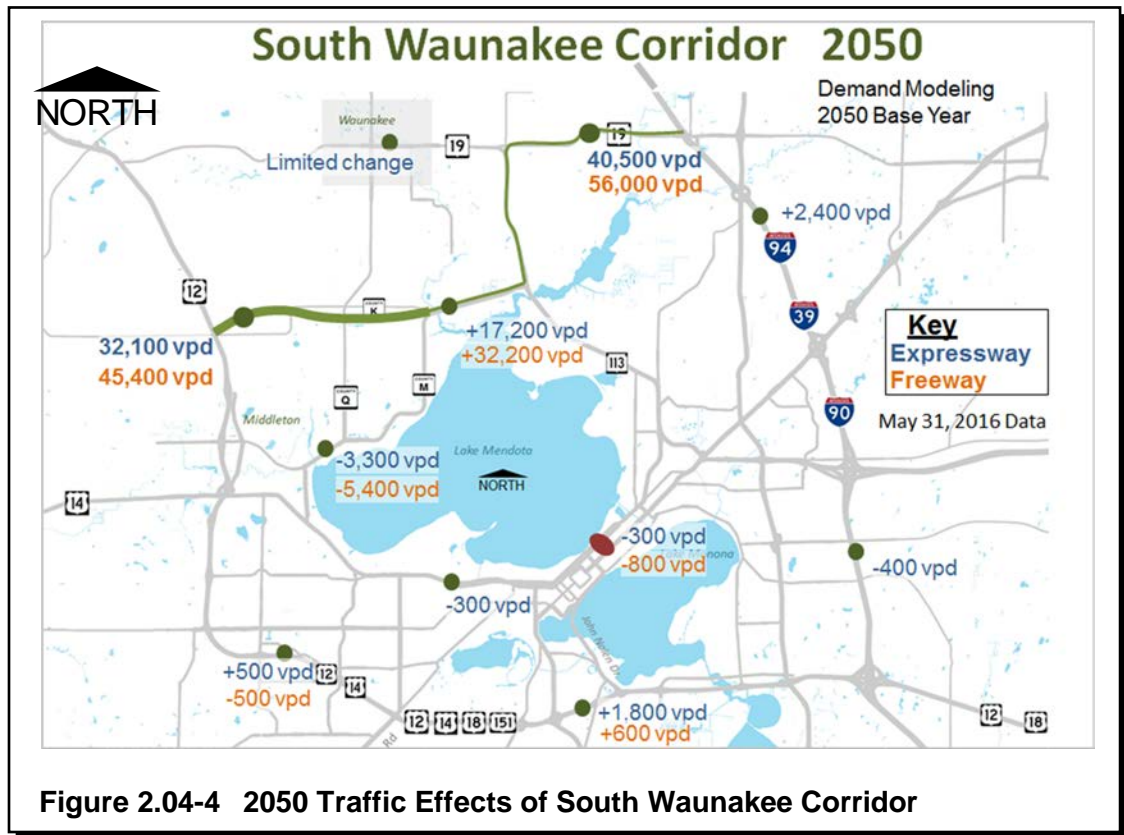 South Waunakee Corridor 2050
NORTH
Demand Modeling
2050 Base Year
Waunakee
19
19
Limited change
40,500 vpd
56,000 vpd
+2,400 vpd
94
12
COUNTY
K
39
+17,200 vpd
+32,200 vpd
32,100 vpd
45,400 vpd
Key
Expressway
Freeway
113
COUNTY
M
COUNTY
Q
90
May 31, 2016 Data
Middleton
Lake Mendota
-3,300 vpd
-5,400 vpd
NORTH
14
-300 vpd
-800 vpd
Lake Monona
-400 vpd
-300 vpd
John Nolen Dr
+500 vpd
-500 vpd
12
14
12 14 18 151
Rd
+1,800 vpd
+600 vpd
12
18
Figure 2.04-4 2050 Traffic Effects of South Waunakee Corridor